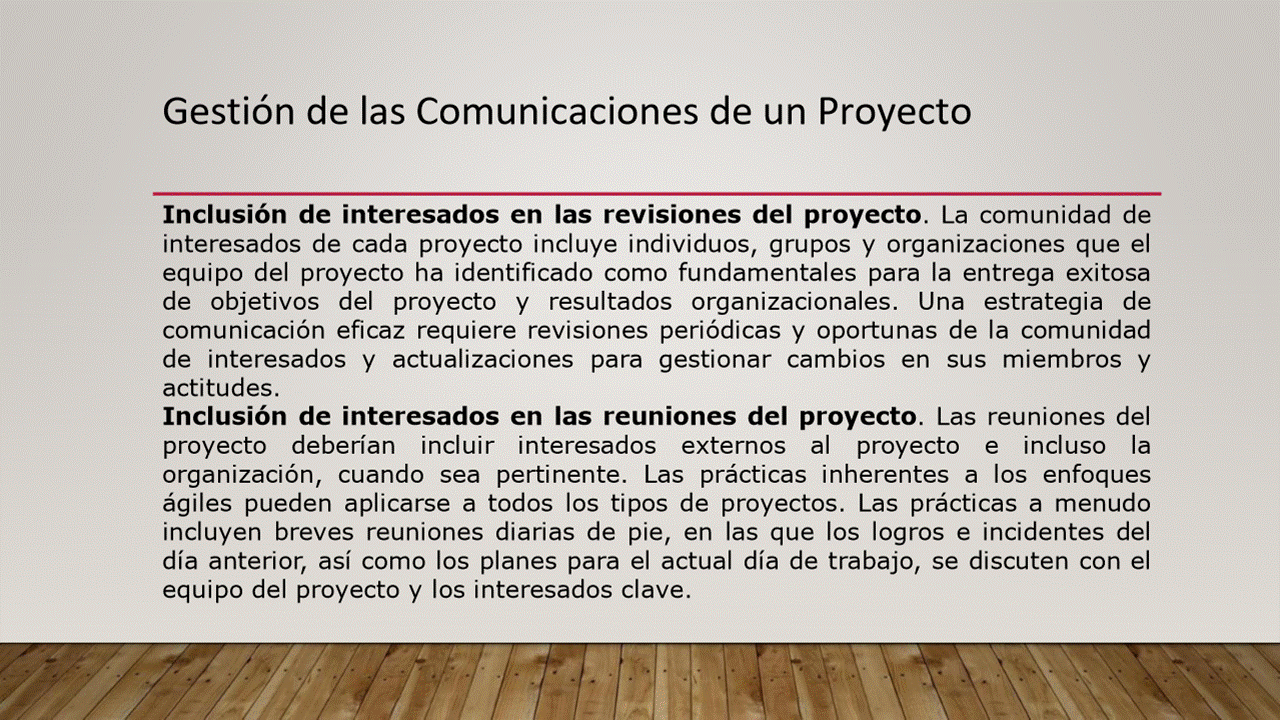 Gestión de las Comunicaciones de un Proyecto
Inclusión de interesados en las revisiones del proyecto. La comunidad de
interesados de cada proyecto incluye individuos, grupos y organizaciones que el
equipo del proyecto ha identificado como fundamentales para la entrega exitosa
de objetivos del proyecto y resultados organizacionales. Una estrategia de
comunicación eficaz requiere revisiones periódicas y oportunas de la comunidad
de interesados y actualizaciones para gestionar cambios en sus miembros y
actitudes.
Inclusión de interesados en las reuniones del proyecto. Las reuniones del
proyecto deberían incluir interesados externos al proyecto e incluso la
organización, cuando sea pertinente. Las prácticas inherentes a los enfoques
ágiles pueden aplicarse a todos los tipos de proyectos. Las prácticas a menudo
incluyen breves reuniones diarias de pie, en las que los logros e incidentes del
día anterior, así como los planes para el actual día de trabajo, se discuten con el
equipo del proyecto y los interesados clave.